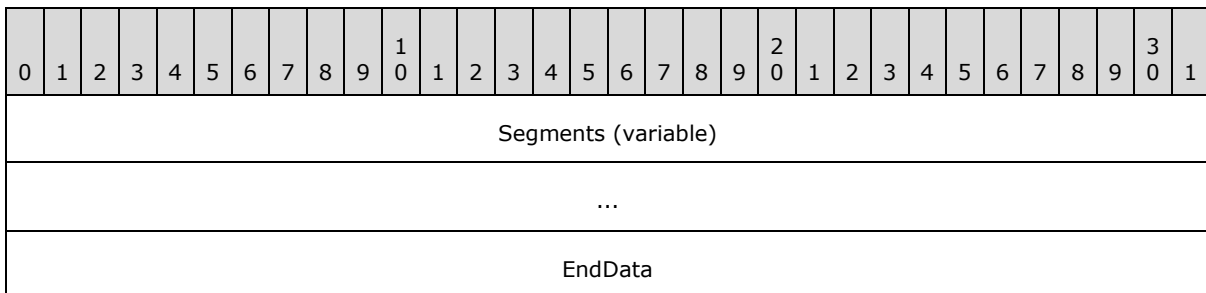 0 1 2 3 4 5 6 7 8 9 1 0 1 2 3 4 5 6 7 8 9 2 0 1 2 3 4 5 6 7 8 9 3 0 1
Segments (variable)
...
EndData